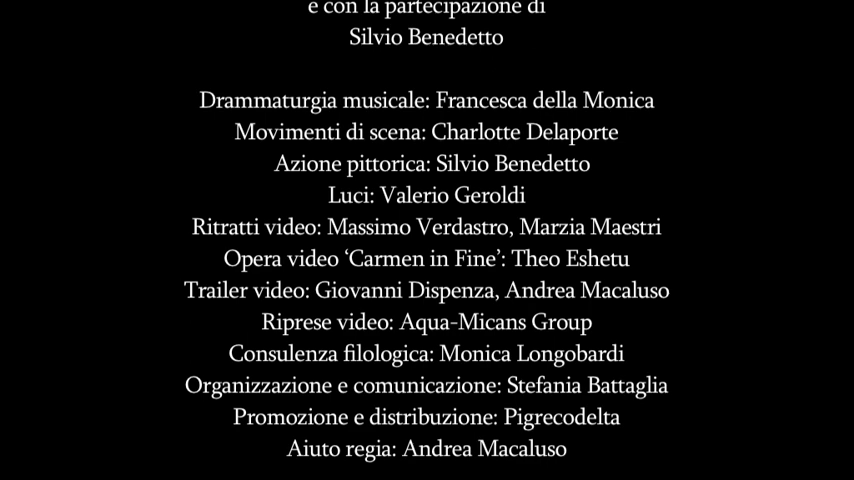 e con la partecipazione di
Silvio Benedetto
Drammaturgia musicale: Francesca della Monica
Movimenti di scena: Charlotte Delaporte
Azione pittorica: Silvio Benedetto
Luci: Valerio Geroldi
Ritratti video: Massimo Verdastro, Marzia Maestri
Opera video ‘Carmen in Fine’: Theo Eshetu
Trailer video: Giovanni Dispenza, Andrea Macaluso
Riprese video: Aqua-Micans Group
Consulenza filologica: Monica Longobardi
Organizzazione e comunicazione: Stefania Battaglia
Promozione e distribuzione: Pigrecodelta
Aiuto regia: Andrea Macaluso